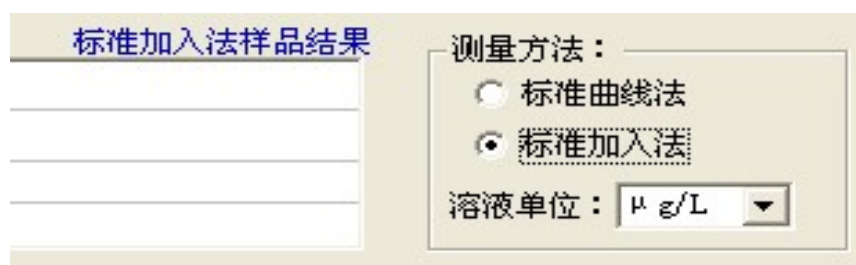 标准加入法样品结果
测量方法：
标准曲线法
标准加入法
溶液单位：μg/L